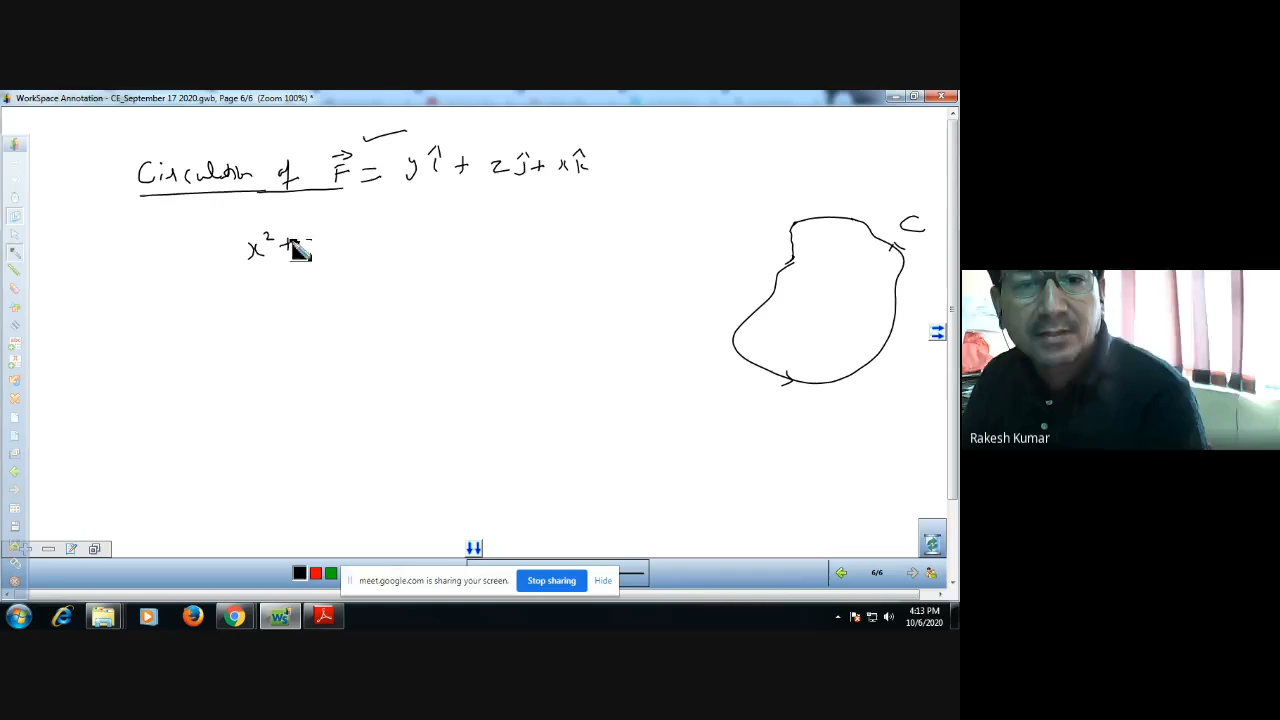 WorkSpace Annotation - CE_September 17 2020.gwb, Page 6/6 (Zoom 100%) *
Circulation of F⃗ = y î + z ĵ + x k̂
x² +
C
Rakesh Kumar
meet.google.com is sharing your screen. Stop sharing Hide
6/6
4:13 PM
10/6/2020